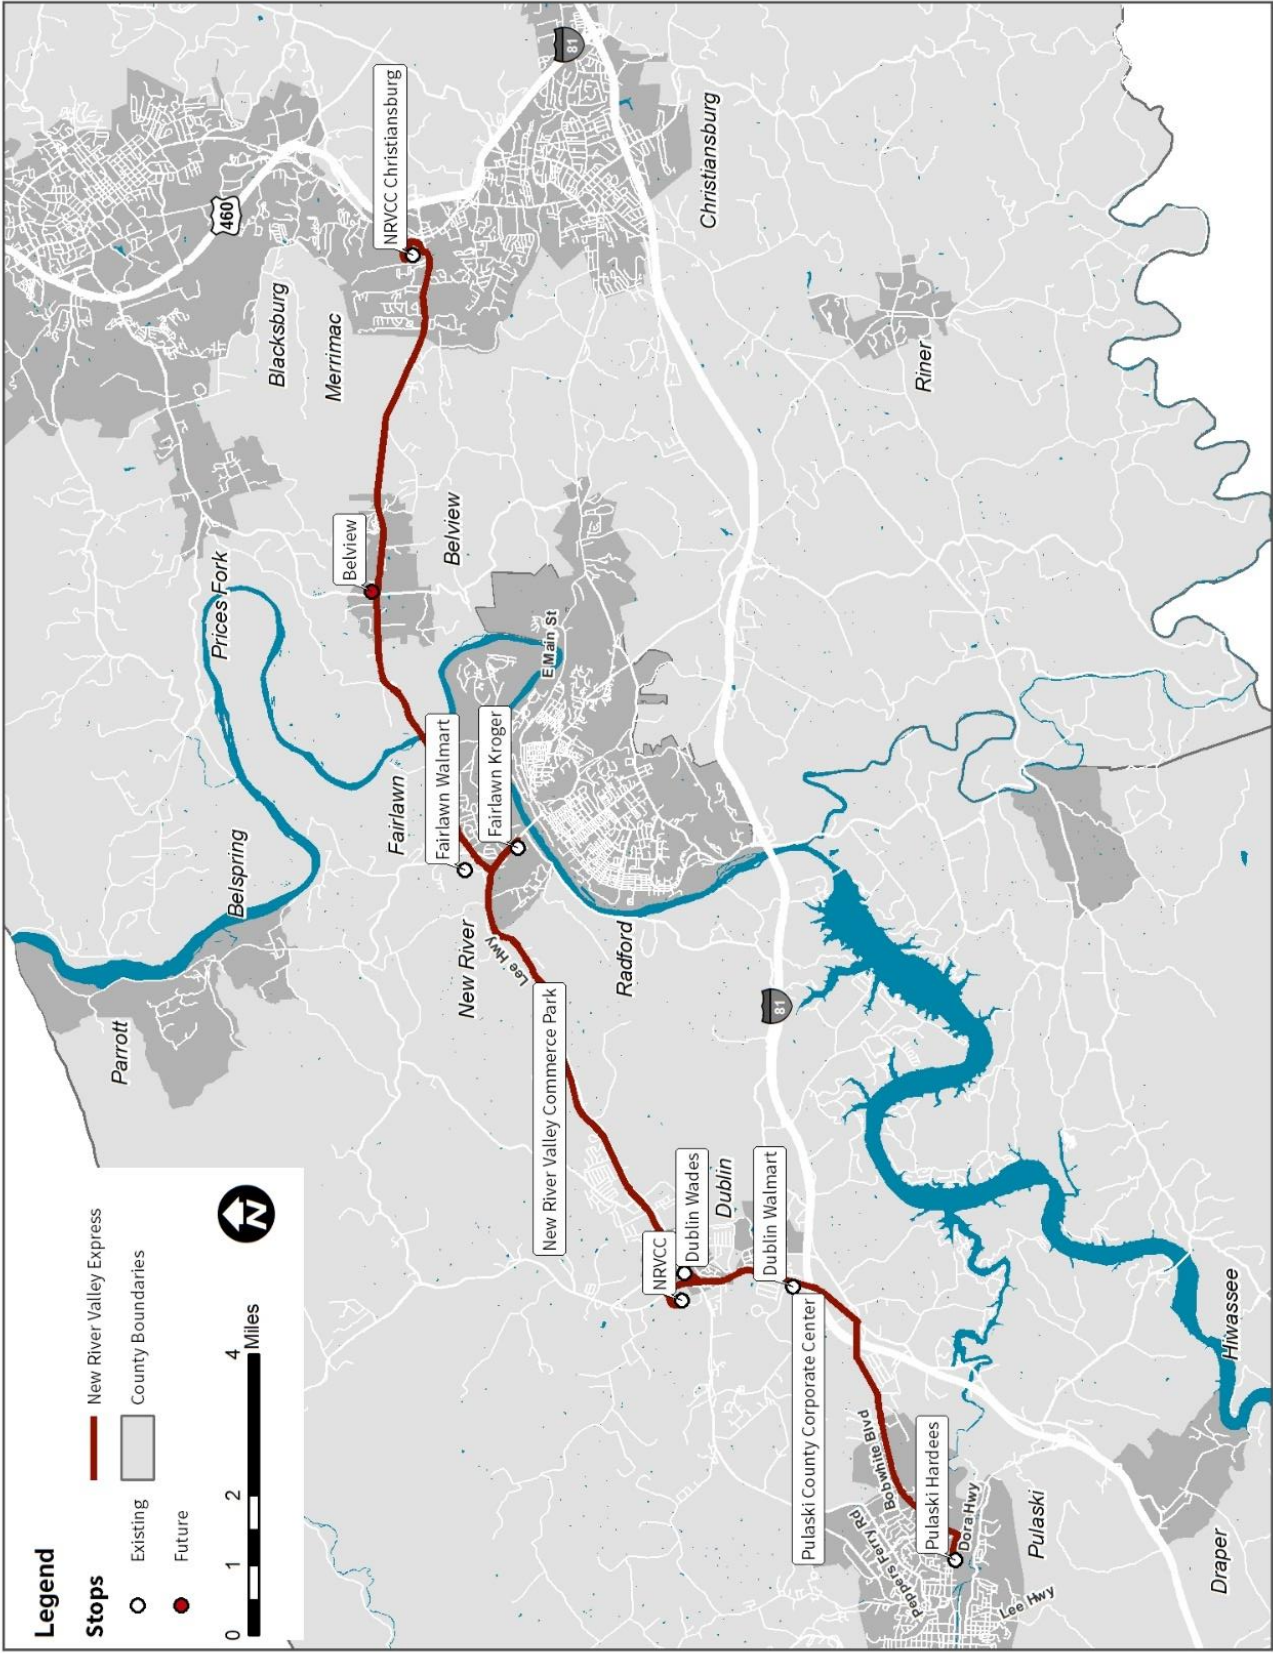 Legend
Stops
Existing
Future
New River Valley Express
County Boundaries
0
1
2
4
Miles
N
460
81
NRVCC Christiansburg
Christiansburg
Blacksburg
Merrimac
Riner
Belview
Belview
Prices Fork
E Main St
Fairlawn Walmart
Fairlawn Kroger
Fairlawn
Belspring
Parrott
New River
Lee Hwy
Radford
81
New River Valley Commerce Park
NRVCC
Dublin Wades
Dublin
Dublin Walmart
Pulaski County Corporate Center
Bobwhite Blvd
Peppers Ferry Rd
Pulaski Hardees
Dora Hwy
Lee Hwy
Pulaski
Hiwassee
Draper